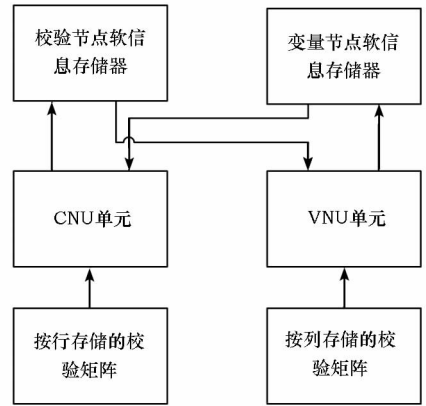 校验节点软信
息存储器
变量节点软信
息存储器
CNU单元
VNU单元
按行存储的校
验矩阵
按列存储的校
验矩阵